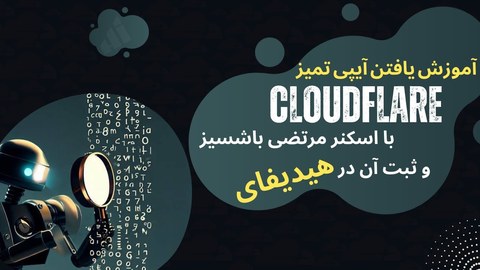 آموزش یافتن آیپی تمیز
CLOUDFLARE
با اسکنر مرتضی باشسیز
و ثبت آن در هیدیفای